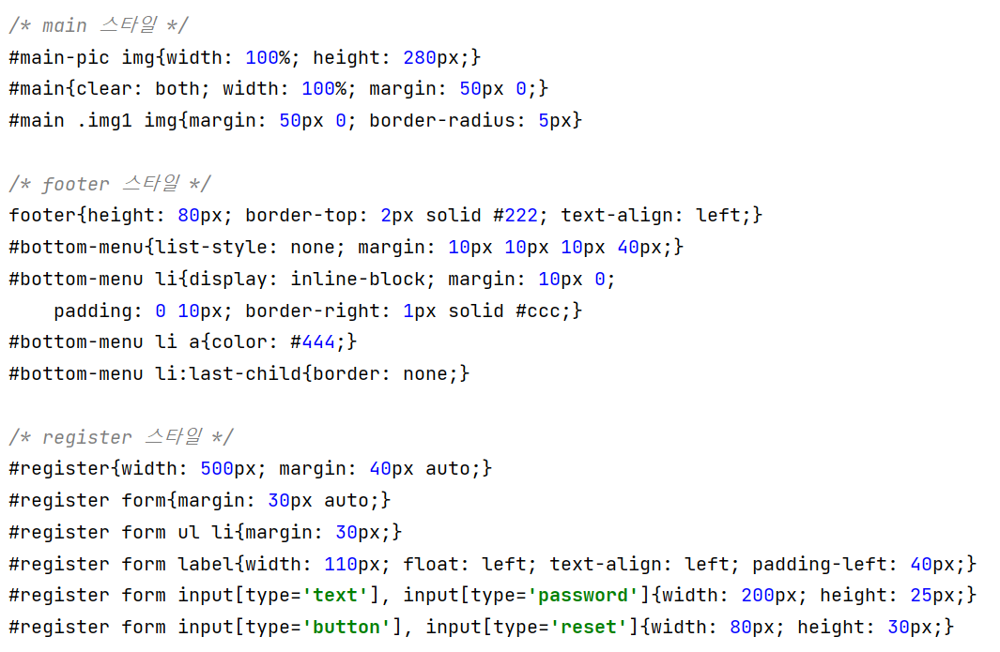 /* main 스타일 */
#main-pic img{width: 100%; height: 280px;}
#main{clear: both; width: 100%; margin: 50px 0;}
#main .img1 img{margin: 50px 0; border-radius: 5px}
/* footer 스타일 */
footer{height: 80px; border-top: 2px solid #222; text-align: left;}
#bottom-menu{list-style: none; margin: 10px 10px 10px 40px;}
#bottom-menu li{display: inline-block; margin: 10px 0;
    padding: 0 10px; border-right: 1px solid #ccc;}
#bottom-menu li a{color: #444;}
#bottom-menu li:last-child{border: none;}
/* register 스타일 */
#register{width: 500px; margin: 40px auto;}
#register form{margin: 30px auto;}
#register form ul li{margin: 30px;}
#register form label{width: 110px; float: left; text-align: left; padding-left: 40px;}
#register form input[type='text'], input[type='password']{width: 200px; height: 25px;}
#register form input[type='button'], input[type='reset']{width: 80px; height: 30px;}